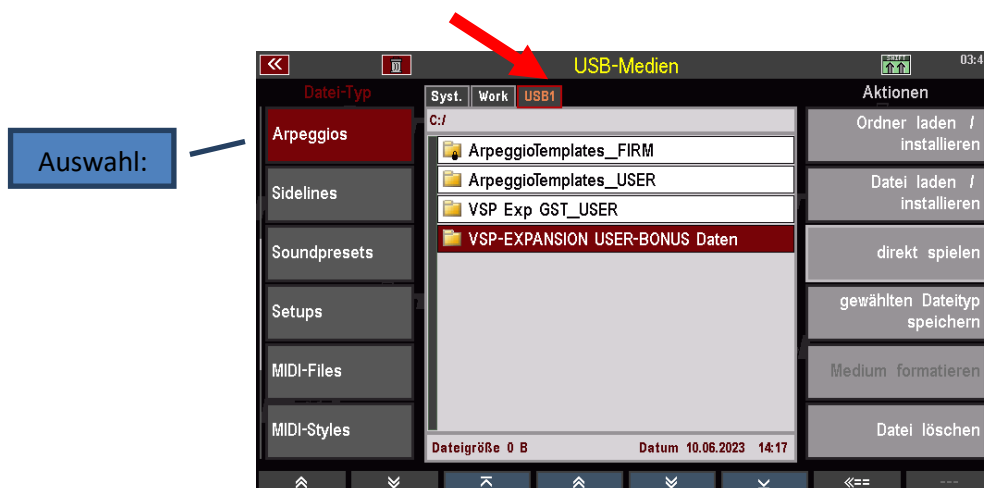 USB-Medien
03:4
Datei-Typ
Syst. Work USB1
Aktionen
Auswahl:
Arpeggios
Sidelines
Soundpresets
Setups
MIDI-Files
MIDI-Styles
C:/
ArpeggioTemplates_FIRM
ArpeggioTemplates_USER
VSP Exp GST_USER
VSP-EXPANSION USER-BONUS Daten
Dateigröße 0 B Datum 10.06.2023 14:17
Ordner laden /
installieren
Datei laden /
installieren
direkt spielen
gewählten Dateityp
speichern
Medium formatieren
Datei löschen
«==
---